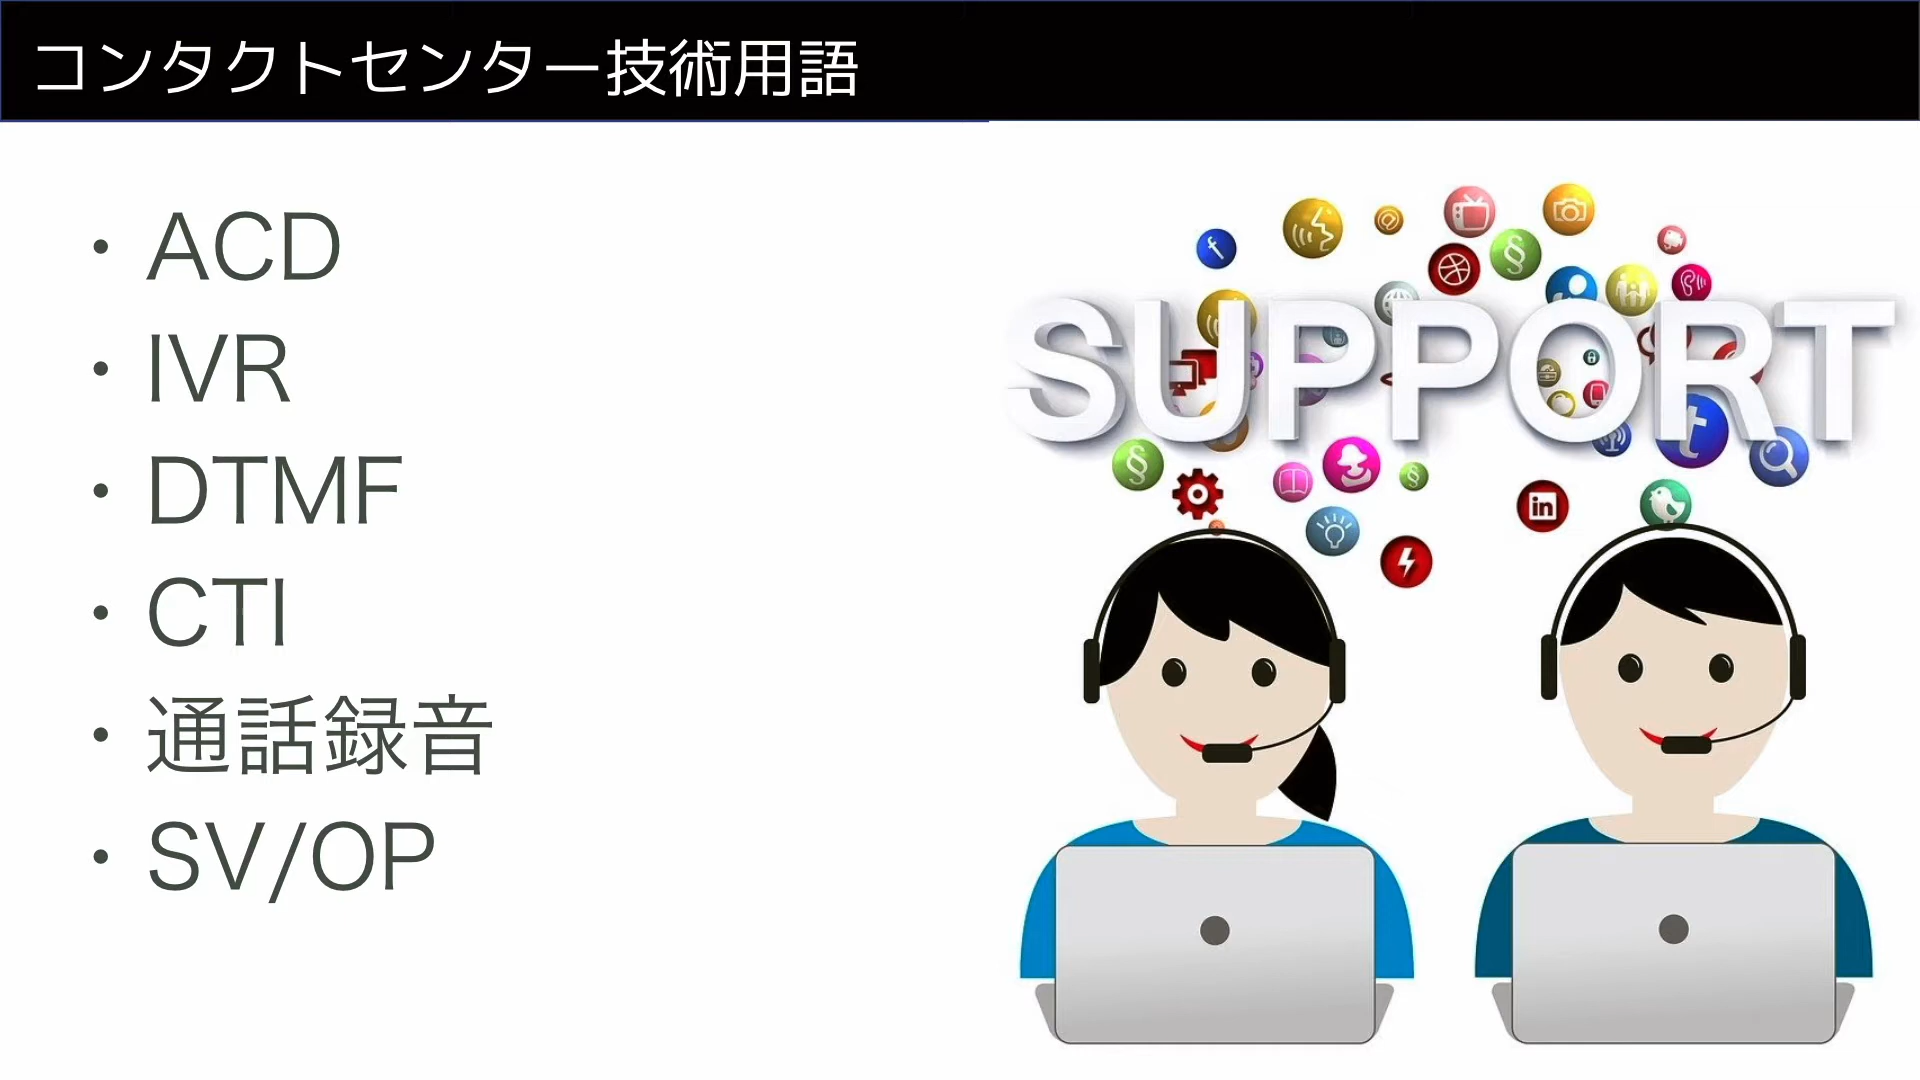 コンタクトセンター技術用語
・ACD
・IVR
・DTMF
・CTI
・通話録音
・SV/OP
SUPPORT